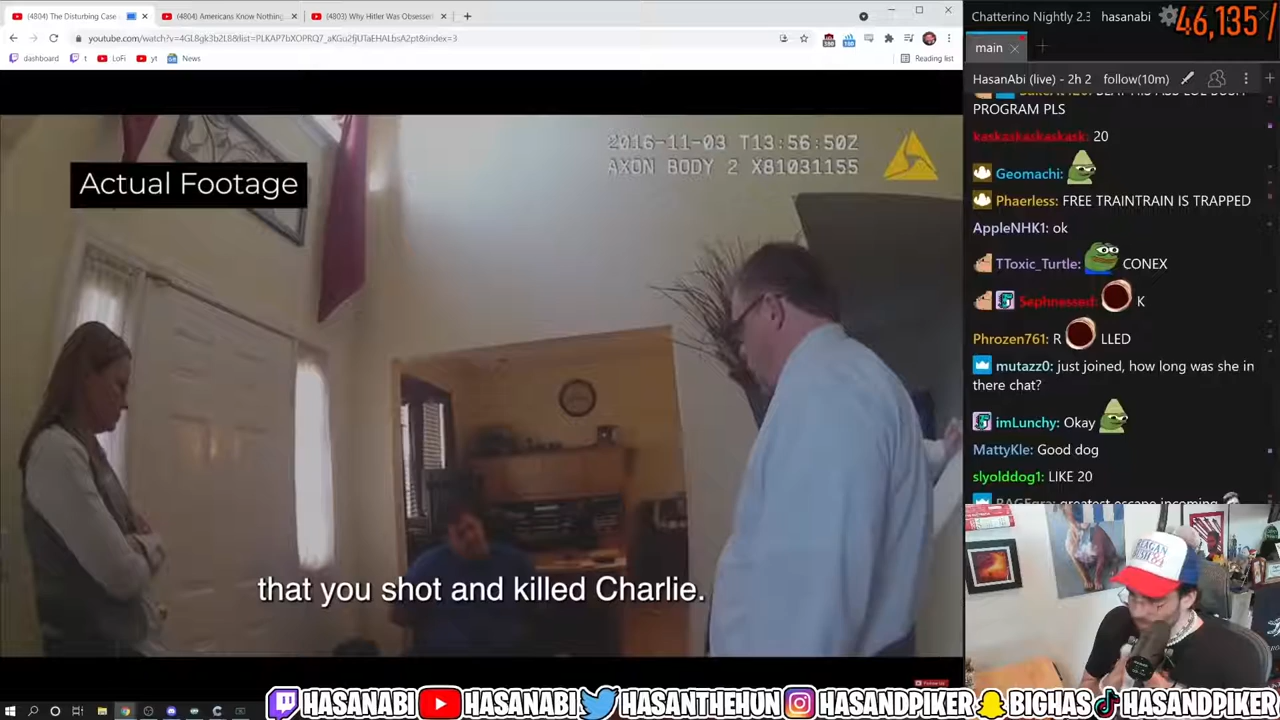 (4804) The Disturbing Case
(4804) Americans Know Nothing
(4803) Why Hitler Was Obsesse
youtube.com/watch?v=4GL8gk3b2L8&list=PLKAP7bXOPRQ7_aKGu2fjUTaEHALbsA2pt&index=3
dashboard
t
LoFi
yt
News
Reading list
Actual Footage
2016-11-03 T13:56:50Z
AXON BODY 2 X81031155
that you shot and killed Charlie.
Chatterino Nightly 2.3
hasanabi
46,135 /
main
HasanAbi (live) - 2h 2
follow(10m)
PROGRAM PLS
kaskaskaskaskask: 20
Geomachi:
Phaerless: FREE TRAINTRAIN IS TRAPPED
AppleNHK1: ok
TToxic_Turtle: CONEX
5ephnessed: K
Phrozen761: R LLED
mutazz0: just joined, how long was she in
there chat?
imLunchy: Okay
MattyKle: Good dog
slyolddog1: LIKE 20
greatest escape incoming
HASANABI
HASANABI
HASANTHEHUN
HASANDPIKER
BIGHAS
HASANDPIKER